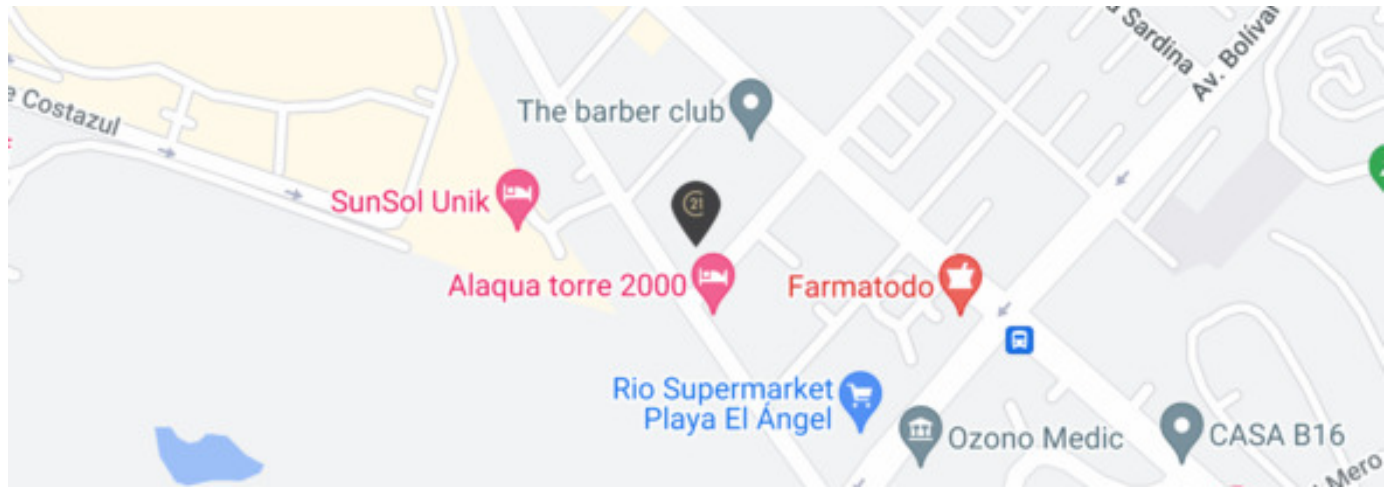 Sardina
Av. Bolívar
e Costazul
The barber club
SunSol Unik
21
Alaqua torre 2000
Farmatodo
Rio Supermarket
Playa El Ángel
Ozono Medic
CASA B16
Mero